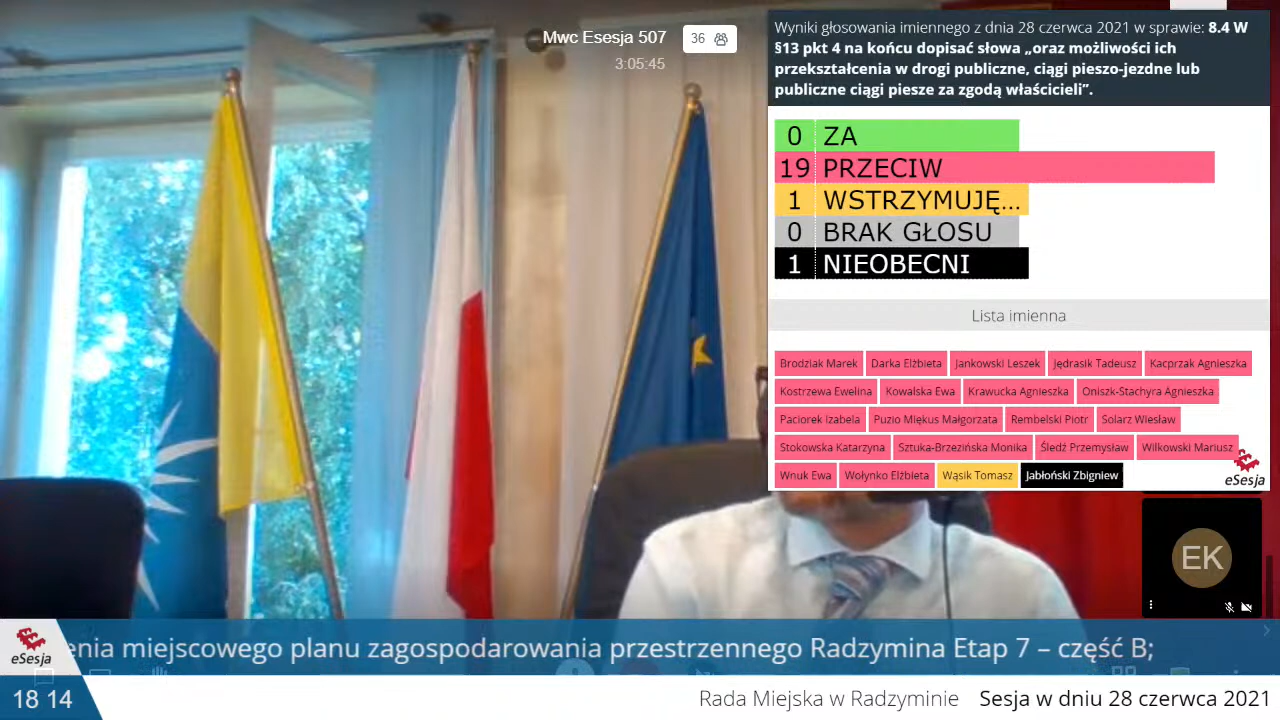 Mwc Esesja 507
36
3:05:45
Wyniki głosowania imiennego z dnia 28 czerwca 2021 w sprawie: 8.4 W
§13 pkt 4 na końcu dopisać słowa „oraz możliwości ich
przekształcenia w drogi publiczne, ciągi pieszo-jezdne lub
publiczne ciągi piesze za zgodą właścicieli”.
0 ZA
19 PRZECIW
1 WSTRZYMUJĘ...
0 BRAK GŁOSU
1 NIEOBECNI
Lista imienna
Brodziak Marek Darka Elżbieta Jankowski Leszek Jędrasik Tadeusz Kacprzak Agnieszka
Kostrzewa Ewelina Kowalska Ewa Krawucka Agnieszka Oniszk-Stachyra Agnieszka
Paciorek Izabela Puzio Miękus Małgorzata Rembelski Piotr Solarz Wiesław
Stokowska Katarzyna Sztuka-Brzezińska Monika Śledź Przemysław Wilkowski Mariusz
Wnuk Ewa Wołynko Elżbieta Wąsik Tomasz Jabłoński Zbigniew
eSesja
EK
eSesja
enia miejscowego planu zagospodarowania przestrzennego Radzymina Etap 7 – część B;
18 14
Rada Miejska w Radzyminie Sesja w dniu 28 czerwca 2021